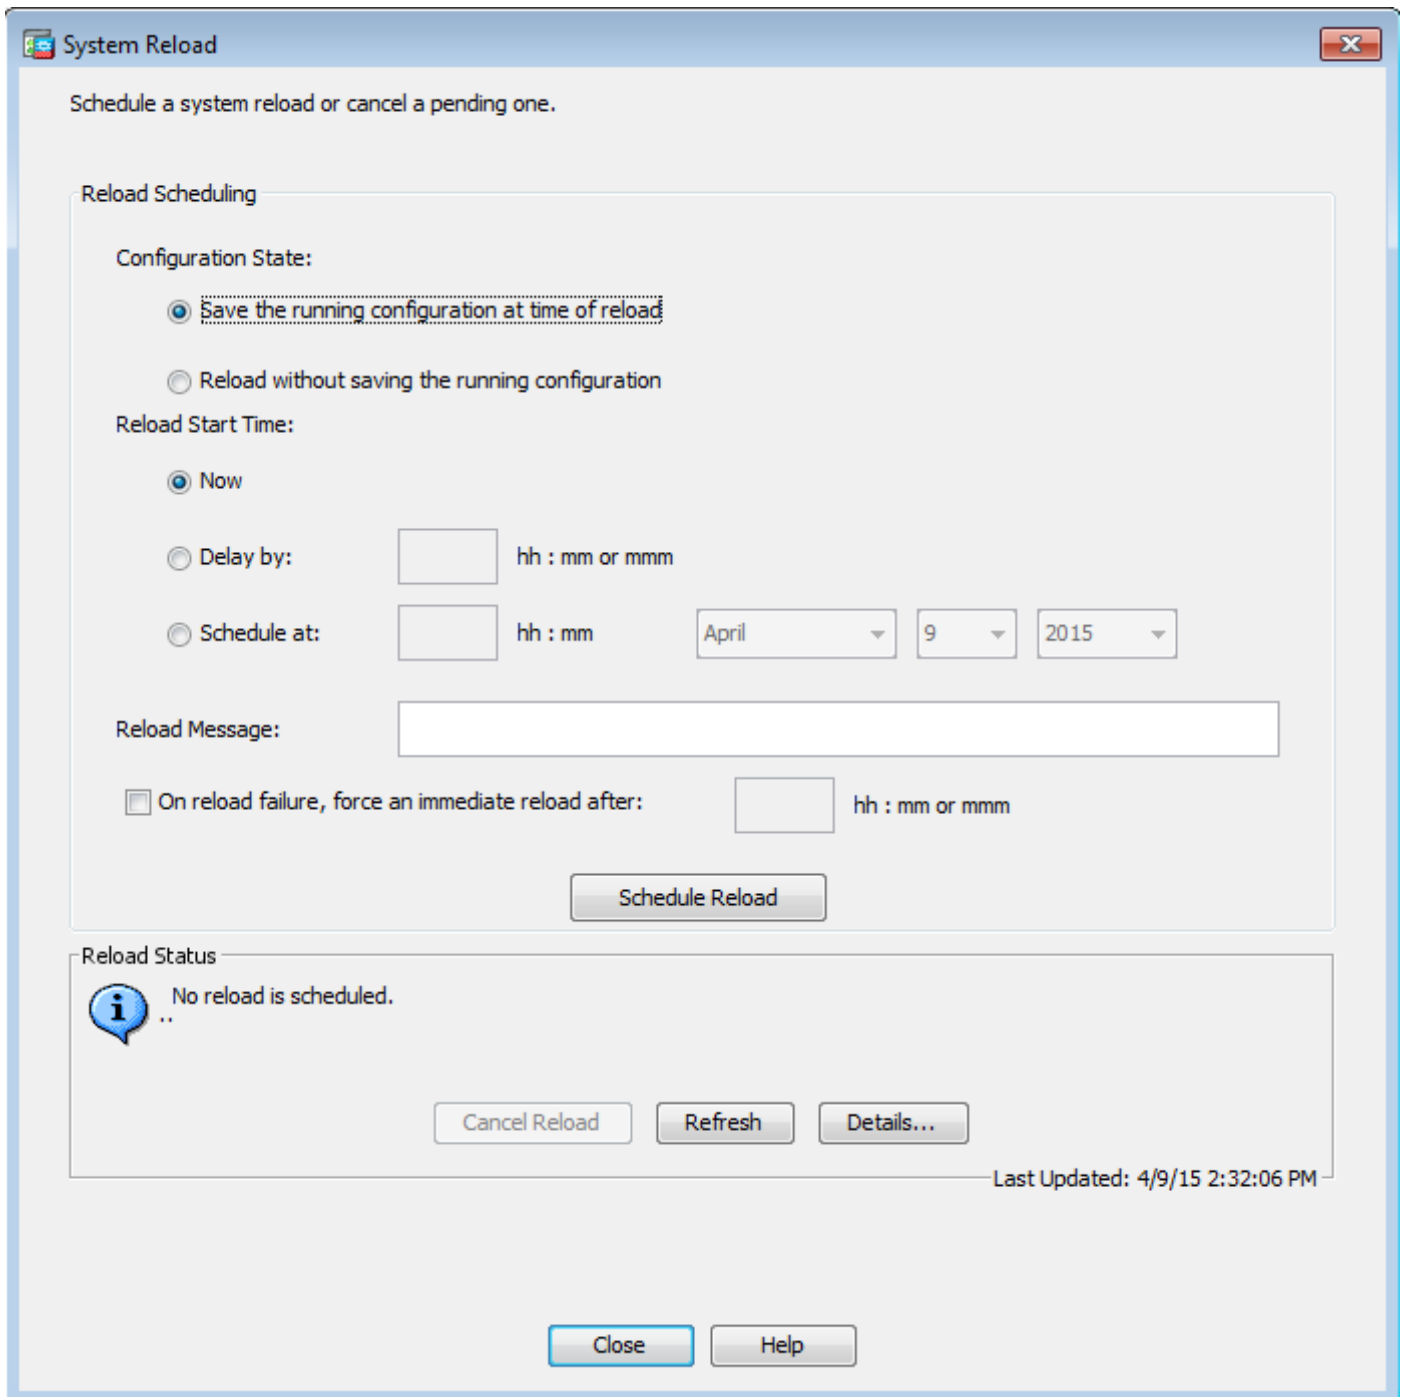 System Reload
Schedule a system reload or cancel a pending one.
Reload Scheduling
Configuration State:
Save the running configuration at time of reload
Reload without saving the running configuration
Reload Start Time:
Now
Delay by: hh : mm or mmm
Schedule at: hh : mm April 9 2015
Reload Message:
On reload failure, force an immediate reload after: hh : mm or mmm
Schedule Reload
Reload Status
No reload is scheduled.
..
Cancel Reload Refresh Details...
Last Updated: 4/9/15 2:32:06 PM
Close Help